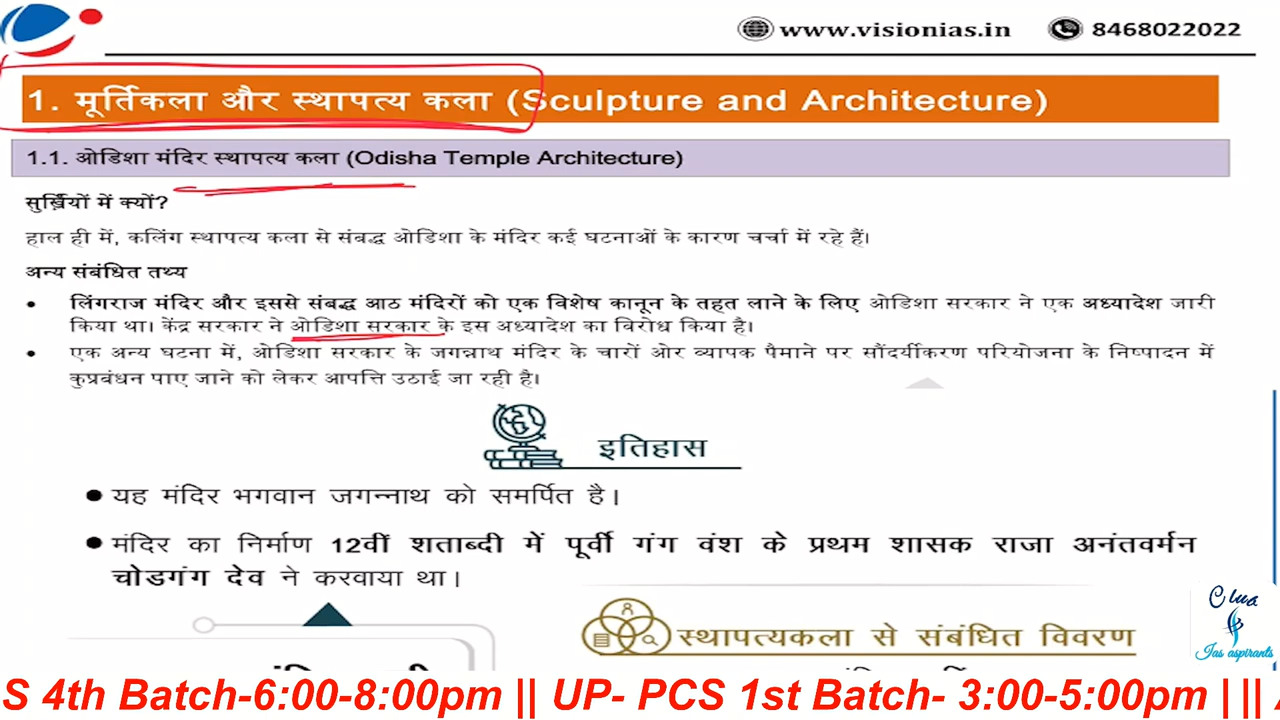 www.visionias.in 8468022022
1. मूर्तिकला और स्थापत्य कला (Sculpture and Architecture)
1.1. ओडिशा मंदिर स्थापत्य कला (Odisha Temple Architecture)
सुर्ख़ियों में क्यों?
हाल ही में, कलिंग स्थापत्य कला से संबद्ध ओडिशा के मंदिर कई घटनाओं के कारण चर्चा में रहे हैं।
अन्य संबंधित तथ्य
• लिंगराज मंदिर और इससे संबद्ध आठ मंदिरों को एक विशेष कानून के तहत लाने के लिए ओडिशा सरकार ने एक अध्यादेश जारी
किया था। केंद्र सरकार ने ओडिशा सरकार के इस अध्यादेश का विरोध किया है।
• एक अन्य घटना में, ओडिशा सरकार के जगन्नाथ मंदिर के चारों ओर व्यापक पैमाने पर सौंदर्यीकरण परियोजना के निष्पादन में
कुप्रबंधन पाए जाने को लेकर आपत्ति उठाई जा रही है।
इतिहास
● यह मंदिर भगवान जगन्नाथ को समर्पित है।
● मंदिर का निर्माण 12वीं शताब्दी में पूर्वी गंग वंश के प्रथम शासक राजा अनंतवर्मन
चोडगंग देव ने करवाया था।
स्थापत्यकला से संबंधित विवरण
Ias aspirants
S 4th Batch-6:00-8:00pm || UP- PCS 1st Batch- 3:00-5:00pm | ||